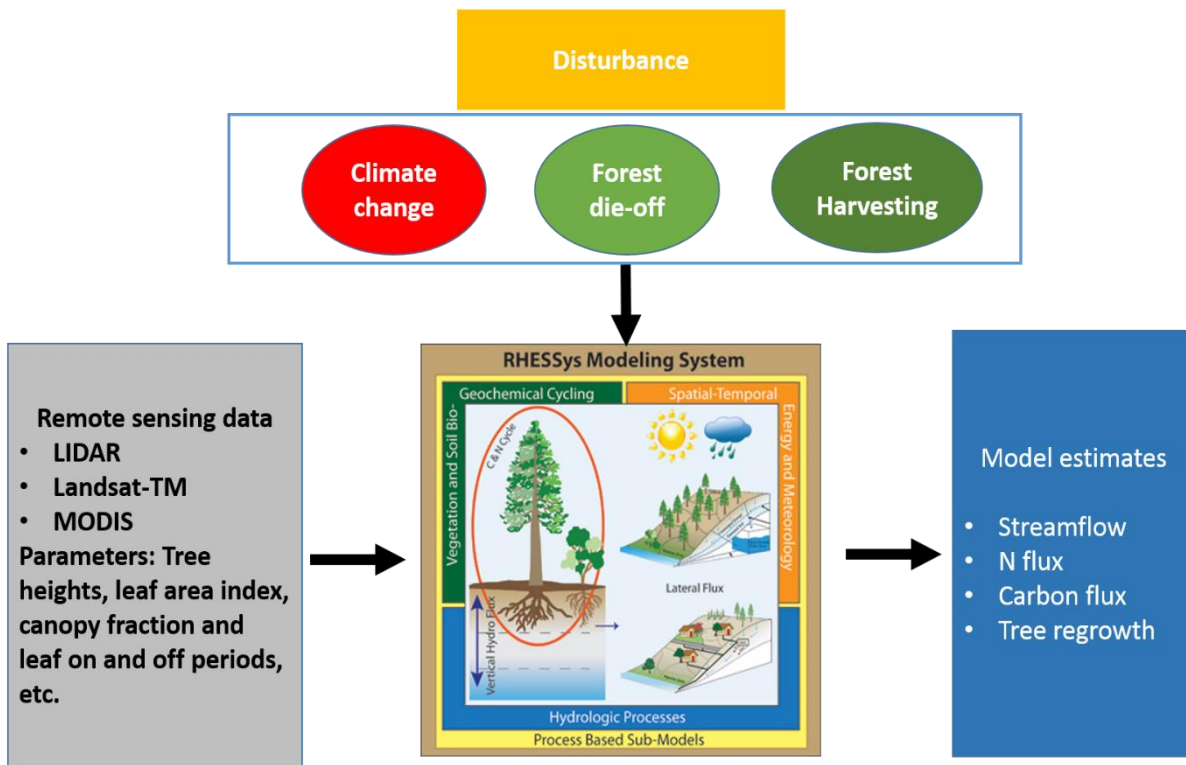 Disturbance
Climate
change
Forest
die-off
Forest
Harvesting
Remote sensing data
• LIDAR
• Landsat-TM
• MODIS
Parameters: Tree
heights, leaf area index,
canopy fraction and
leaf on and off periods,
etc.
RHESSys Modeling System
Geochemical Cycling
Spatial-Temporal
Vegetation and Soil Bio-
Energy and Meteorology
C & N Cycle
Lateral Flux
Vertical Hydro Flux
Hydrologic Processes
Process Based Sub-Models
Model estimates
• Streamflow
• N flux
• Carbon flux
• Tree regrowth